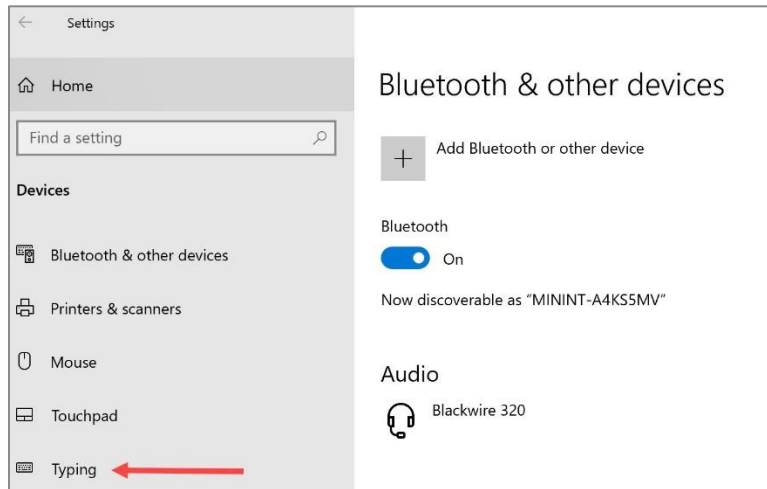 Settings
Home
Find a setting
Devices
Bluetooth & other devices
Printers & scanners
Mouse
Touchpad
Typing
Bluetooth & other devices
Add Bluetooth or other device
Bluetooth
On
Now discoverable as “MININT-A4KS5MV”
Audio
Blackwire 320